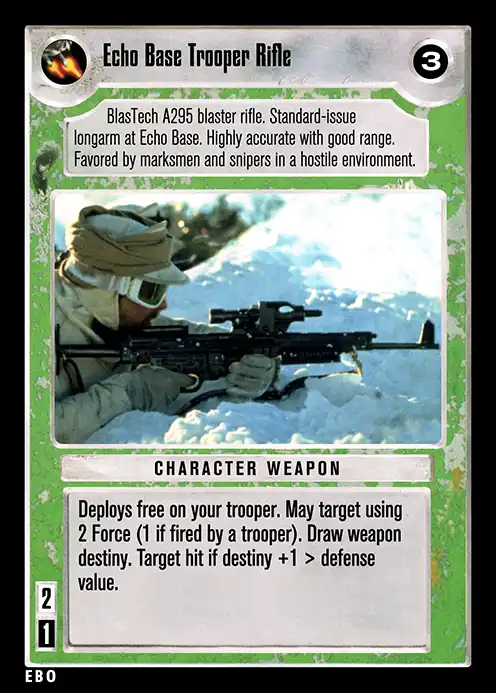 Echo Base Trooper Rifle
3
BlasTech A295 blaster rifle. Standard-issue
longarm at Echo Base. Highly accurate with good range.
Favored by marksmen and snipers in a hostile environment.
CHARACTER WEAPON
Deploys free on your trooper. May target using
2 Force (1 if fired by a trooper). Draw weapon
destiny. Target hit if destiny +1 > defense
value.
2
1
EBO